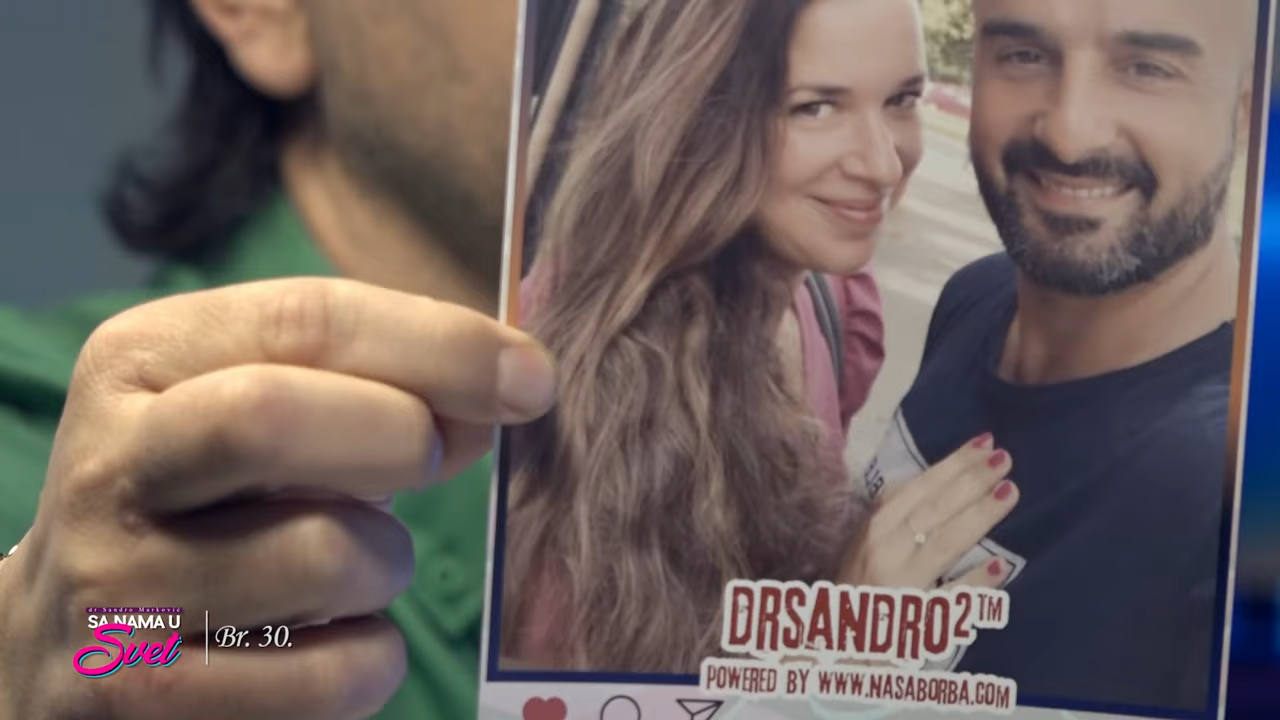 DRSANDRO2™
POWERED BY WWW.NASABORBA.COM
dr Sandro Marković
SA NAMA U
Svet
Br. 30.